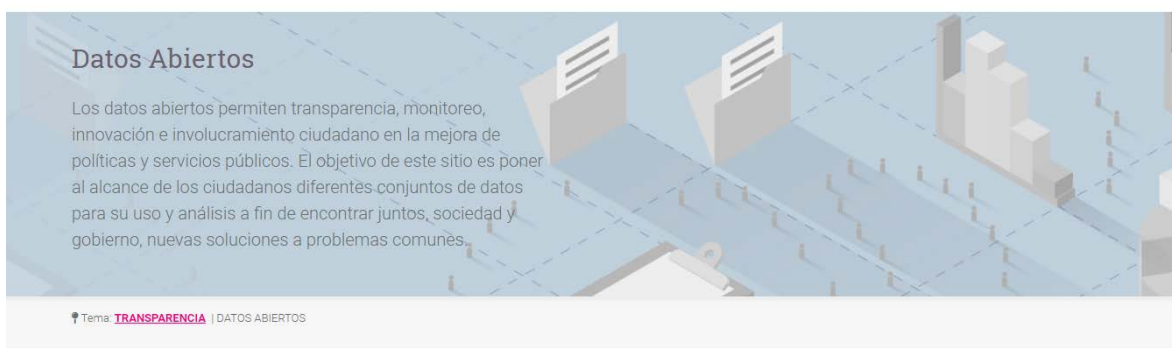 Datos Abiertos
Los datos abiertos permiten transparencia, monitoreo,
innovación e involucramiento ciudadano en la mejora de
políticas y servicios públicos. El objetivo de este sitio es poner
al alcance de los ciudadanos diferentes conjuntos de datos
para su uso y análisis a fin de encontrar juntos, sociedad y
gobierno, nuevas soluciones a problemas comunes.
Tema: TRANSPARENCIA | DATOS ABIERTOS